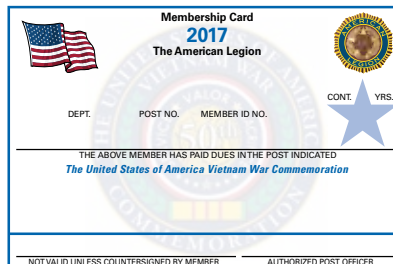 Membership Card
2017
The American Legion
CONT. YRS.
DEPT. POST NO. MEMBER ID NO.
THE ABOVE MEMBER HAS PAID DUES IN THE POST INDICATED
The United States of America Vietnam War Commemoration
NOT VALID UNLESS COUNTERSIGNED BY MEMBER AUTHORIZED POST OFFICER